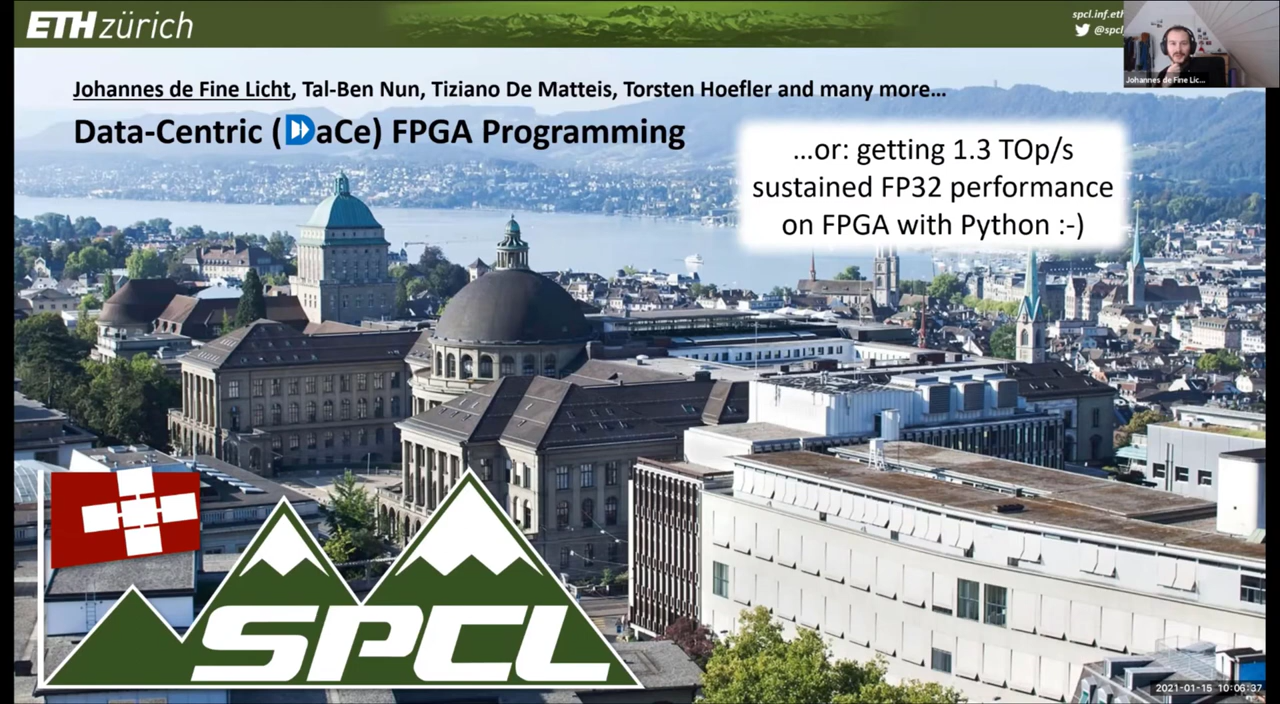 ETH zürich
spcl.inf.eth
@spcl
Johannes de Fine Lic...
Johannes de Fine Licht, Tal-Ben Nun, Tiziano De Matteis, Torsten Hoefler and many more...
Data-Centric (DaCe) FPGA Programming
...or: getting 1.3 TOp/s
sustained FP32 performance
on FPGA with Python :-)
SPCL
2021-01-15 10:06:37